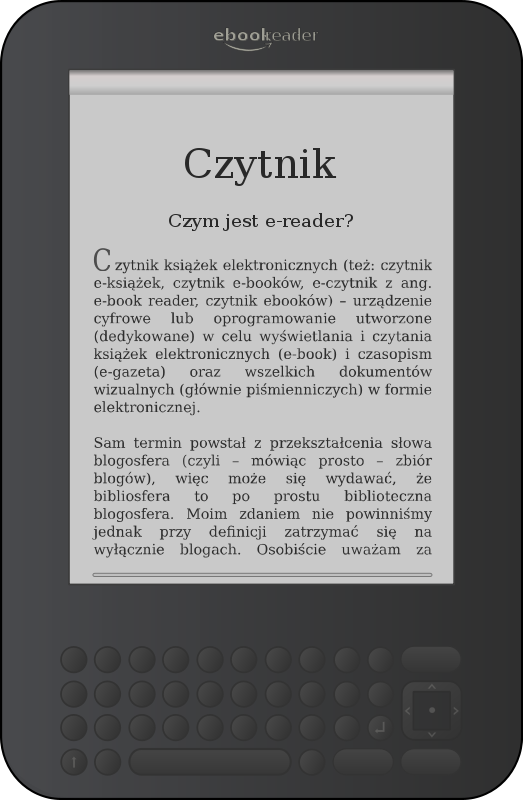 ebookreader
Czytnik
Czym jest e-reader?
Czytnik książek elektronicznych (też: czytnik
e-książek, czytnik e-booków, e-czytnik z ang.
e-book reader, czytnik ebooków) – urządzenie
cyfrowe lub oprogramowanie utworzone
(dedykowane) w celu wyświetlania i czytania
książek elektronicznych (e-book) i czasopism
(e-gazeta) oraz wszelkich dokumentów
wizualnych (głównie piśmienniczych) w formie
elektronicznej.
Sam termin powstał z przekształcenia słowa
blogosfera (czyli – mówiąc prosto – zbiór
blogów), więc może się wydawać, że
bibliosfera to po prostu biblioteczna
blogosfera. Moim zdaniem nie powinniśmy
jednak przy definicji zatrzymać się na
wyłącznie blogach. Osobiście uważam za